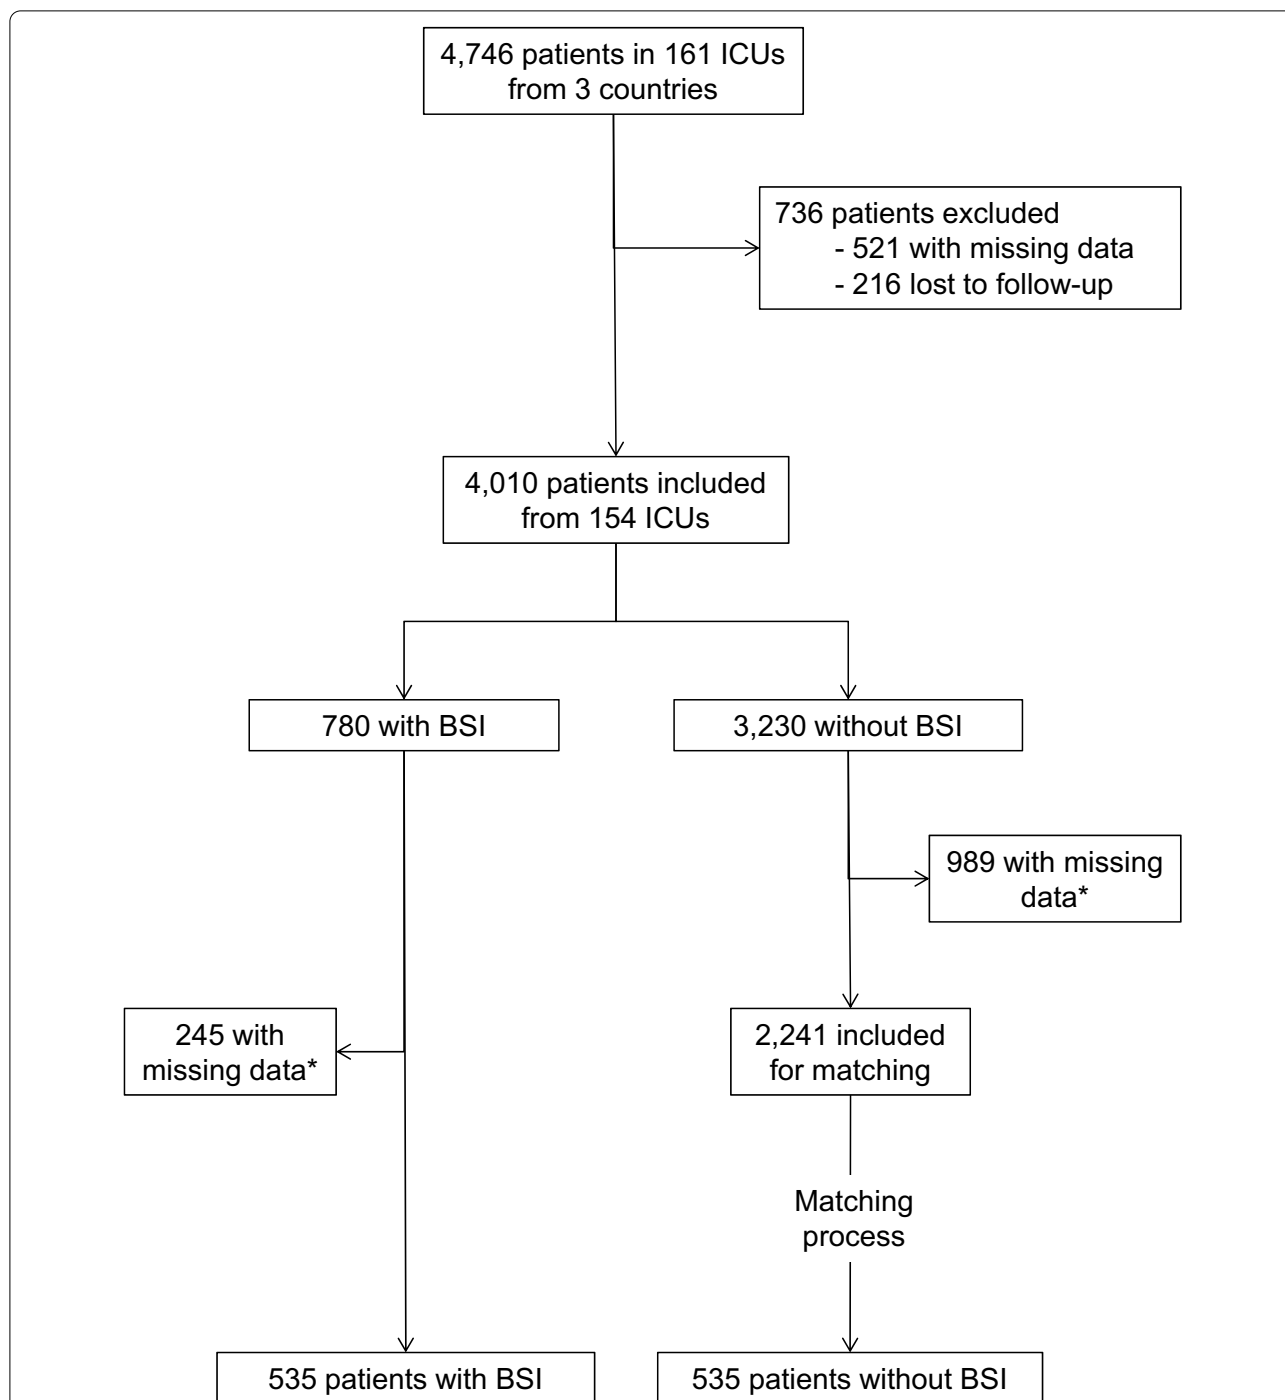 4,746 patients in 161 ICUs
from 3 countries
736 patients excluded
- 521 with missing data
- 216 lost to follow-up
4,010 patients included
from 154 ICUs
780 with BSI
3,230 without BSI
989 with missing
data*
245 with
missing data*
2,241 included
for matching
Matching
process
535 patients with BSI
535 patients without BSI